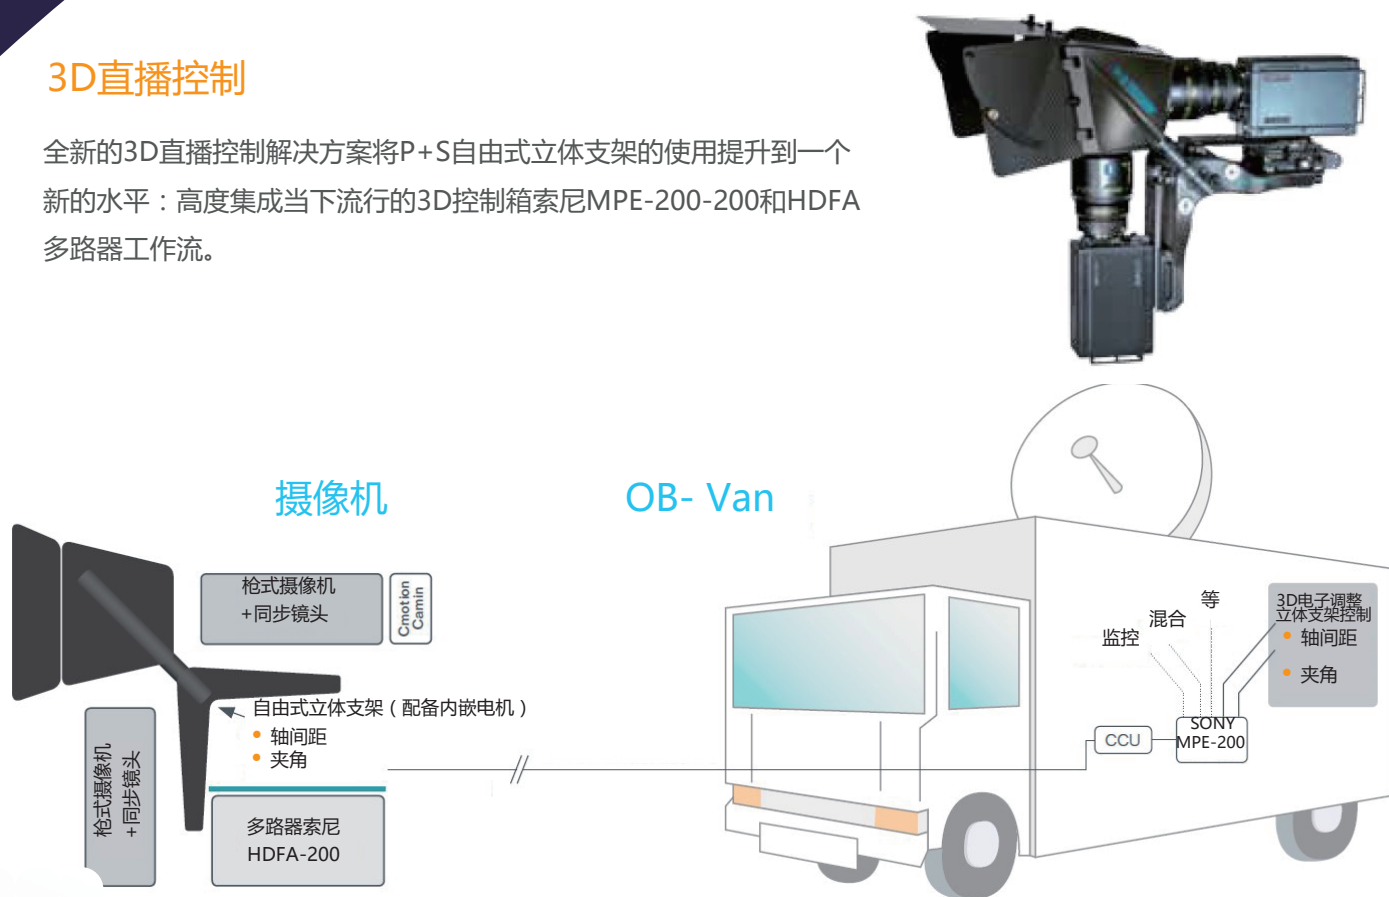 3D直播控制
全新的3D直播控制解决方案将P+S自由式立体支架的使用提升到一个
新的水平：高度集成当下流行的3D控制箱索尼MPE-200-200和HDFA
多路器工作流。
摄像机
OB- Van
枪式摄像机
+同步镜头
Cmotion
Camin
自由式立体支架（配备内嵌电机）
• 轴间距
• 夹角
枪式摄像机
+同步镜头
多路器索尼
HDFA-200
监控
混合
等
3D电子调整
立体支架控制
• 轴间距
• 夹角
CCU
SONY
MPE-200